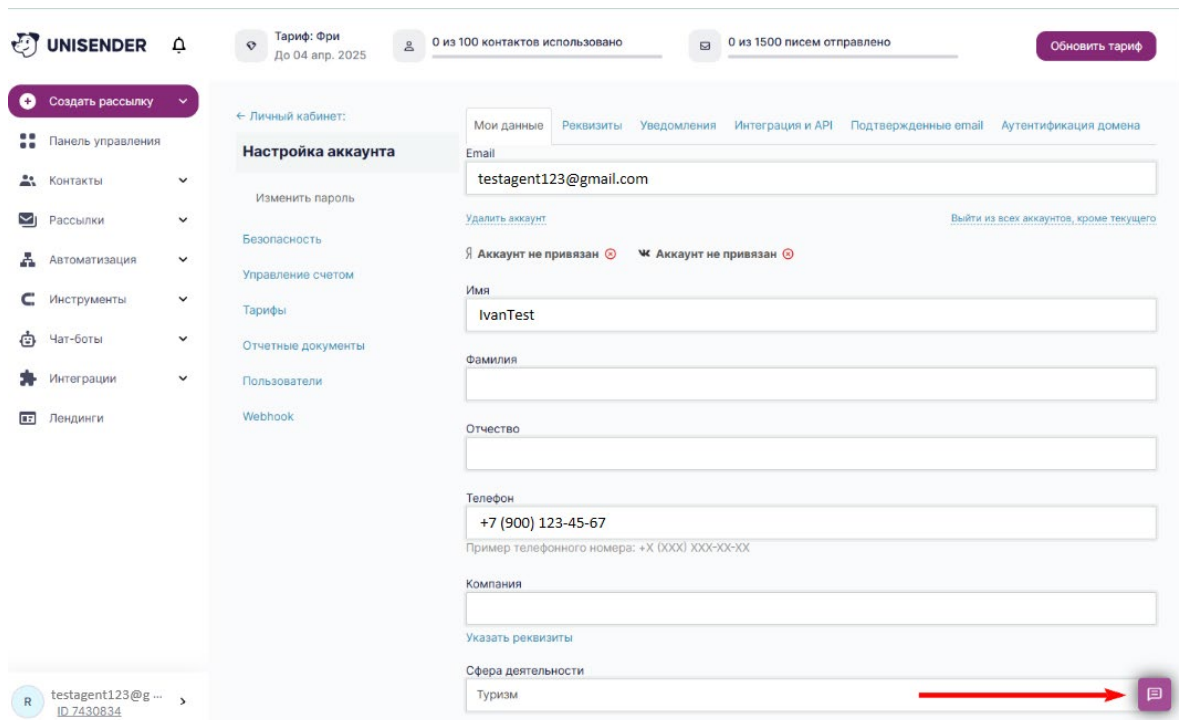 UNISENDER
Тариф: Фри
До 04 апр. 2025
0 из 100 контактов использовано
0 из 1500 писем отправлено
Обновить тариф
Создать рассылку
Панель управления
Контакты
Рассылки
Автоматизация
Инструменты
Чат-боты
Интеграции
Лендинги
testagent123@g ...
ID 7430834
R
← Личный кабинет:
Настройка аккаунта
Изменить пароль
Безопасность
Управление счетом
Тарифы
Отчетные документы
Пользователи
Webhook
Мои данные Реквизиты Уведомления Интеграция и API Подтвержденные email Аутентификация домена
Email
testagent123@gmail.com
Удалить аккаунт Выйти из всех аккаунтов, кроме текущего
Я Аккаунт не привязан Аккаунт не привязан
Имя
IvanTest
Фамилия
Отчество
Телефон
+7 (900) 123-45-67
Пример телефонного номера: +X (XXX) XXX-XX-XX
Компания
Указать реквизиты
Сфера деятельности
Туризм